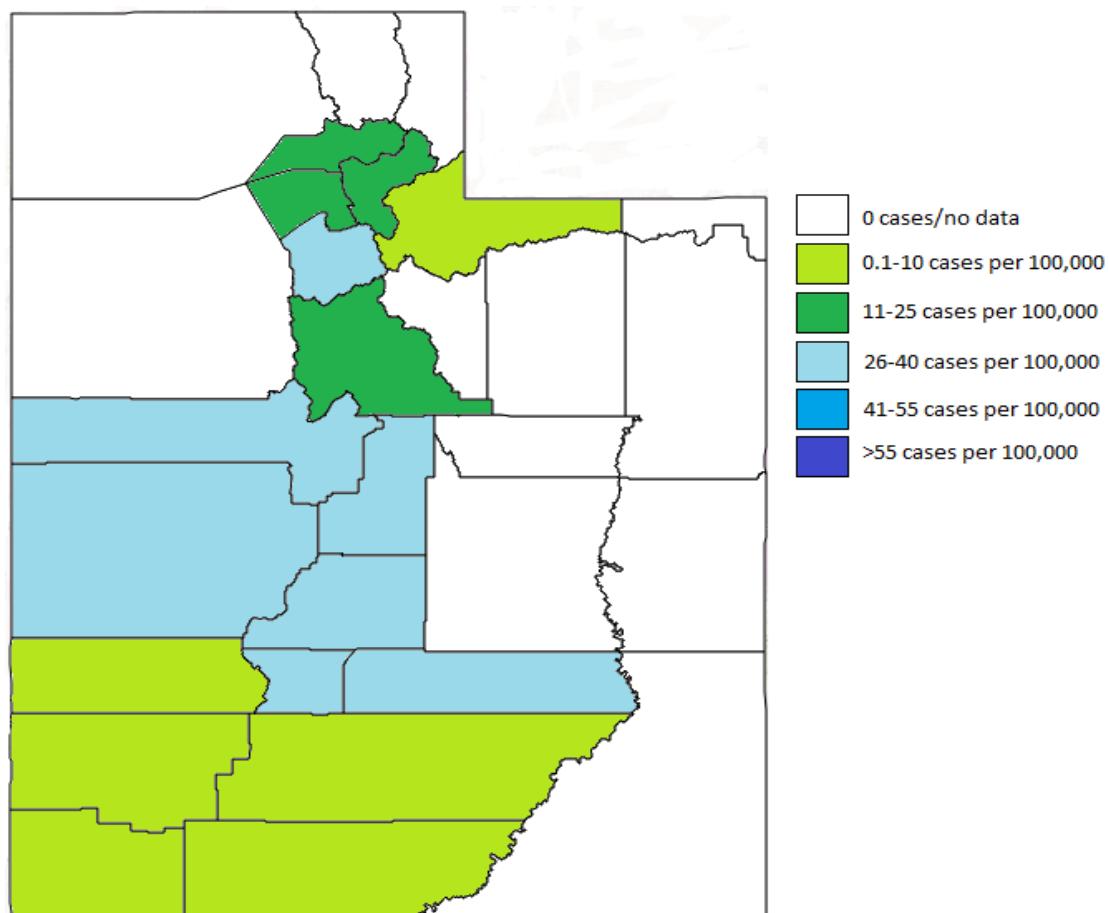 0 cases/no data
0.1-10 cases per 100,000
11-25 cases per 100,000
26-40 cases per 100,000
41-55 cases per 100,000
>55 cases per 100,000